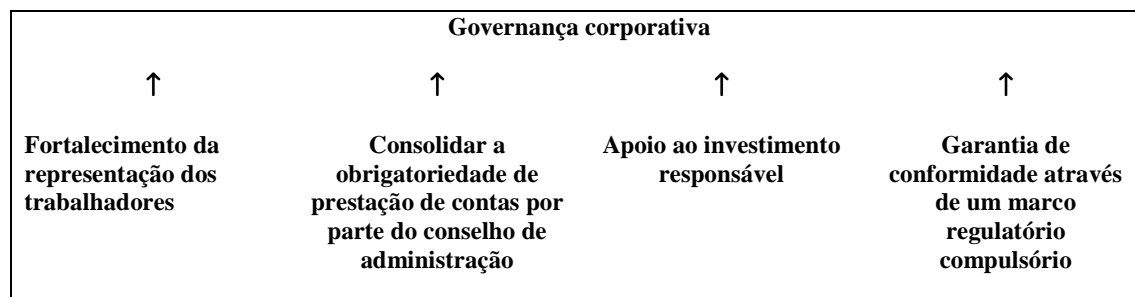 Governança corporativa
↑ ↑ ↑ ↑
Fortalecimento da
representação dos
trabalhadores
Consolidar a
obrigatoriedade de
prestação de contas por
parte do conselho de
administração
Apoio ao investimento
responsável
Garantia de
conformidade através
de um marco
regulatório
compulsório